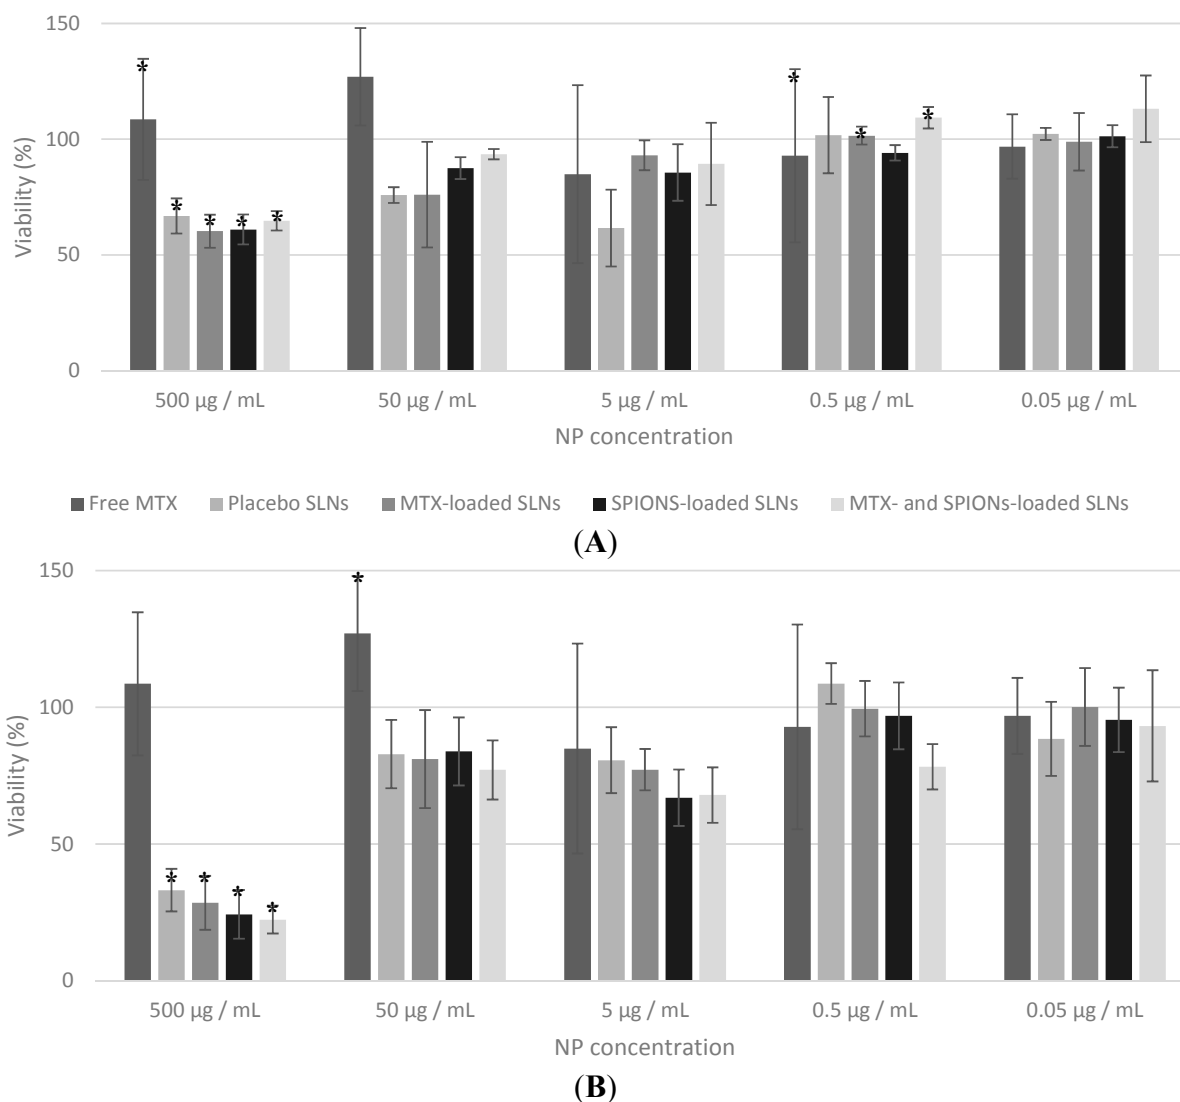 150
100
50
0
Viability (%)
* * * * * * * *
500 µg / mL 50 µg / mL 5 µg / mL 0.5 µg / mL 0.05 µg / mL
NP concentration
Free MTX Placebo SLNs MTX-loaded SLNs SPIONS-loaded SLNs MTX- and SPIONs-loaded SLNs
(A)
150
100
50
0
Viability (%)
* * * * *
500 µg / mL 50 µg / mL 5 µg / mL 0.5 µg / mL 0.05 µg / mL
NP concentration
(B)